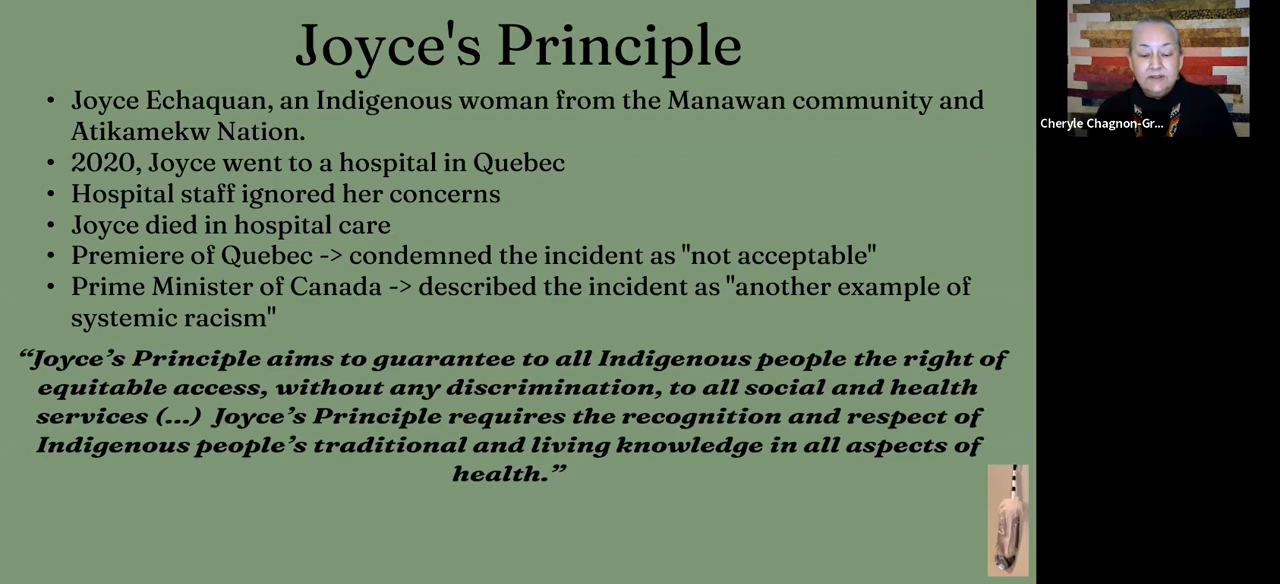 Joyce's Principle
• Joyce Echaquan, an Indigenous woman from the Manawan community and
Atikamekw Nation.
• 2020, Joyce went to a hospital in Quebec
• Hospital staff ignored her concerns
• Joyce died in hospital care
• Premiere of Quebec -> condemned the incident as "not acceptable"
• Prime Minister of Canada -> described the incident as "another example of
systemic racism"
“Joyce’s Principle aims to guarantee to all Indigenous people the right of
equitable access, without any discrimination, to all social and health
services (...) Joyce’s Principle requires the recognition and respect of
Indigenous people’s traditional and living knowledge in all aspects of
health.”
Cheryle Chagnon-Gr...